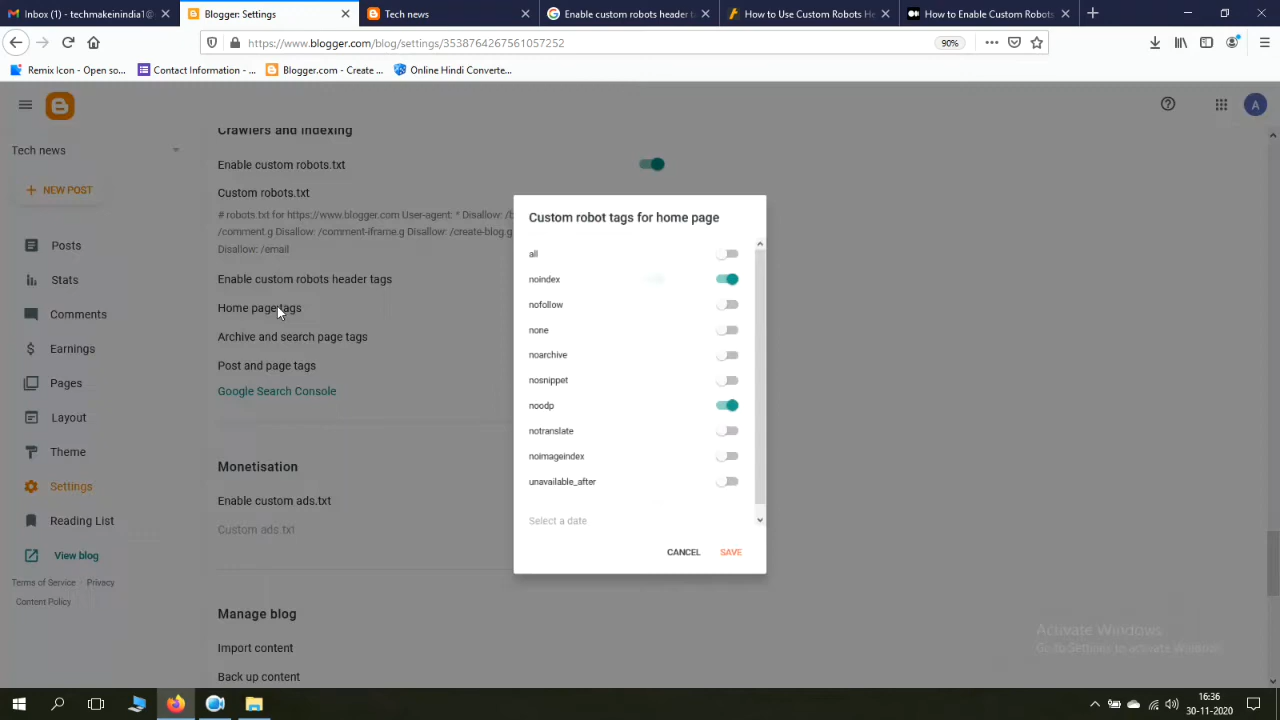 Inbox (1) - techmakeindia1@
Blogger: Settings
Tech news
Enable custom robots header t
How to Use Custom Robots He
How to Enable Custom Robots
https://www.blogger.com/blog/settings/3538764267561057252
90%
Remix Icon - Open so...
Contact Information - ...
Blogger.com - Create ...
Online Hindi Converte...
A
Tech news
NEW POST
Posts
Stats
Comments
Earnings
Pages
Layout
Theme
Settings
Reading List
View blog
Terms of Service · Privacy
Content Policy
Crawlers and indexing
Enable custom robots.txt
Custom robots.txt
# robots.txt for https://www.blogger.com User-agent: * Disallow: /b
/comment.g Disallow: /comment-iframe.g Disallow: /create-blog.g
Disallow: /email
Enable custom robots header tags
Home page tags
Archive and search page tags
Post and page tags
Google Search Console
Monetisation
Enable custom ads.txt
Custom ads.txt
Manage blog
Import content
Back up content
Custom robot tags for home page
all
noindex
nofollow
none
noarchive
nosnippet
noodp
notranslate
noimageindex
unavailable_after
Select a date
CANCEL
SAVE
Activate Windows
Go to Settings to activate Windows.
16:36
30-11-2020